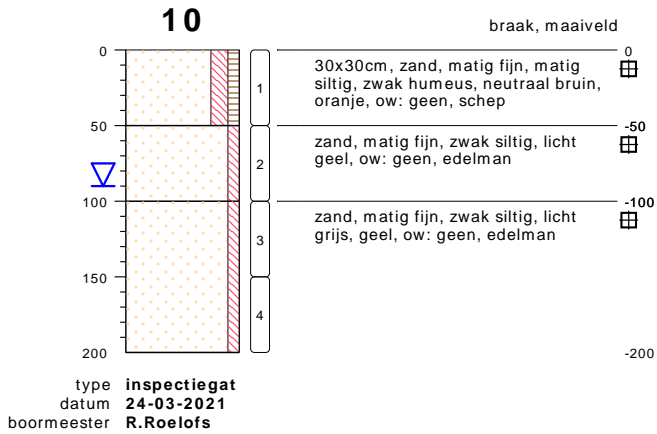 10
braak, maaiveld
0
0
30x30cm, zand, matig fijn, matig
siltig, zwak humeus, neutraal bruin,
oranje, ow: geen, schep
1
50
-50
zand, matig fijn, zwak siltig, licht
geel, ow: geen, edelman
2
100
-100
zand, matig fijn, zwak siltig, licht
grijs, geel, ow: geen, edelman
3
150
4
200
-200
type inspectiegat
datum 24-03-2021
boormeester R.Roelofs